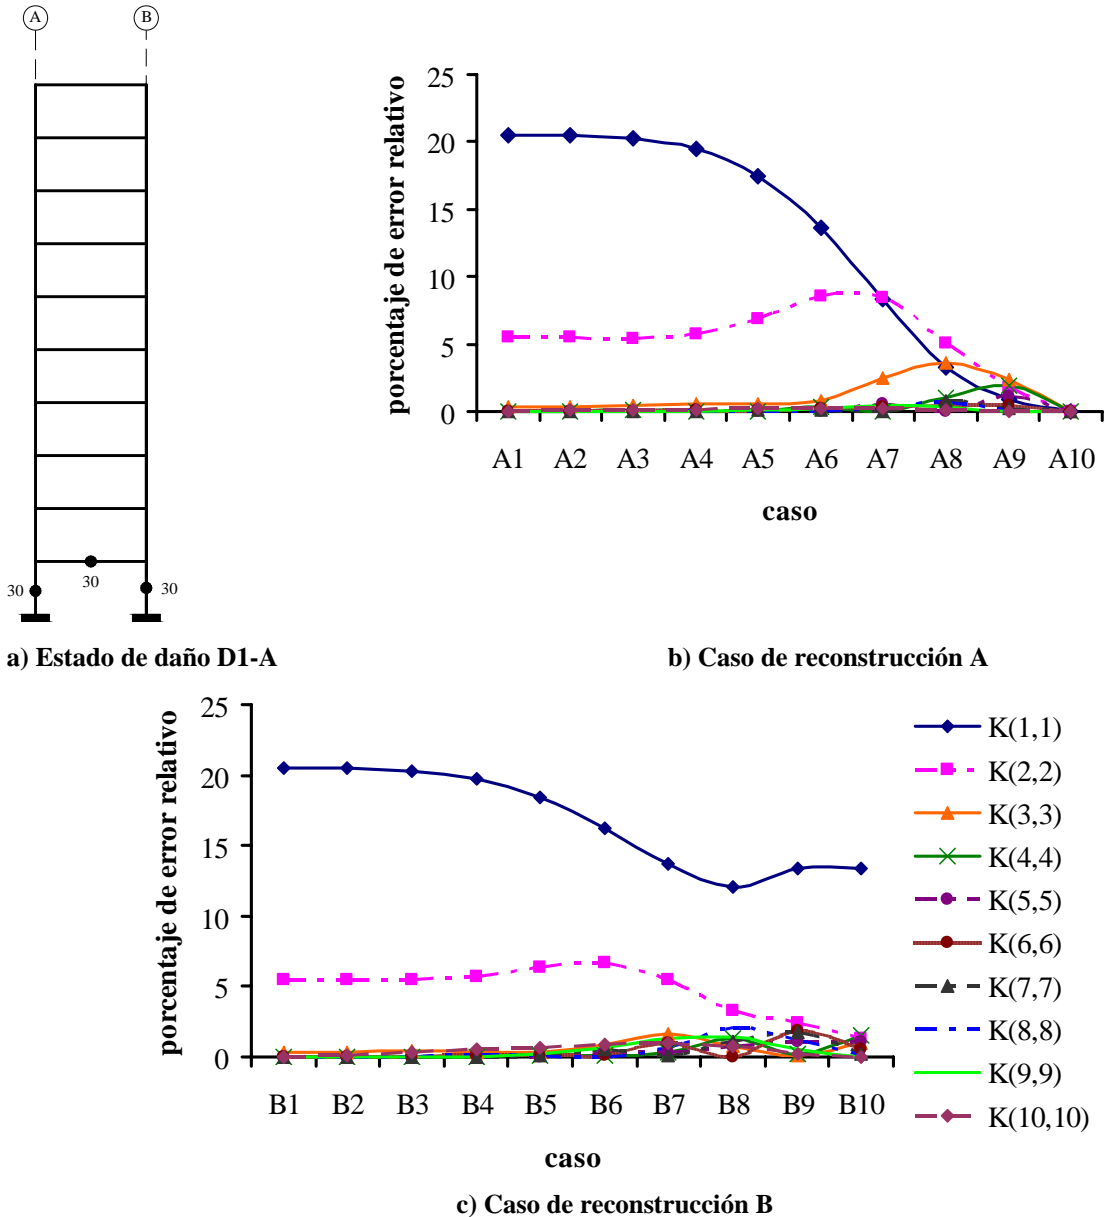 A
B
30
30
30
a) Estado de daño D1-A
porcentaje de error relativo
25
20
15
10
5
0
A1 A2 A3 A4 A5 A6 A7 A8 A9 A10
caso
b) Caso de reconstrucción A
porcentaje de error relativo
25
20
15
10
5
0
B1 B2 B3 B4 B5 B6 B7 B8 B9 B10
caso
K(1,1)
K(2,2)
K(3,3)
K(4,4)
K(5,5)
K(6,6)
K(7,7)
K(8,8)
K(9,9)
K(10,10)
c) Caso de reconstrucción B